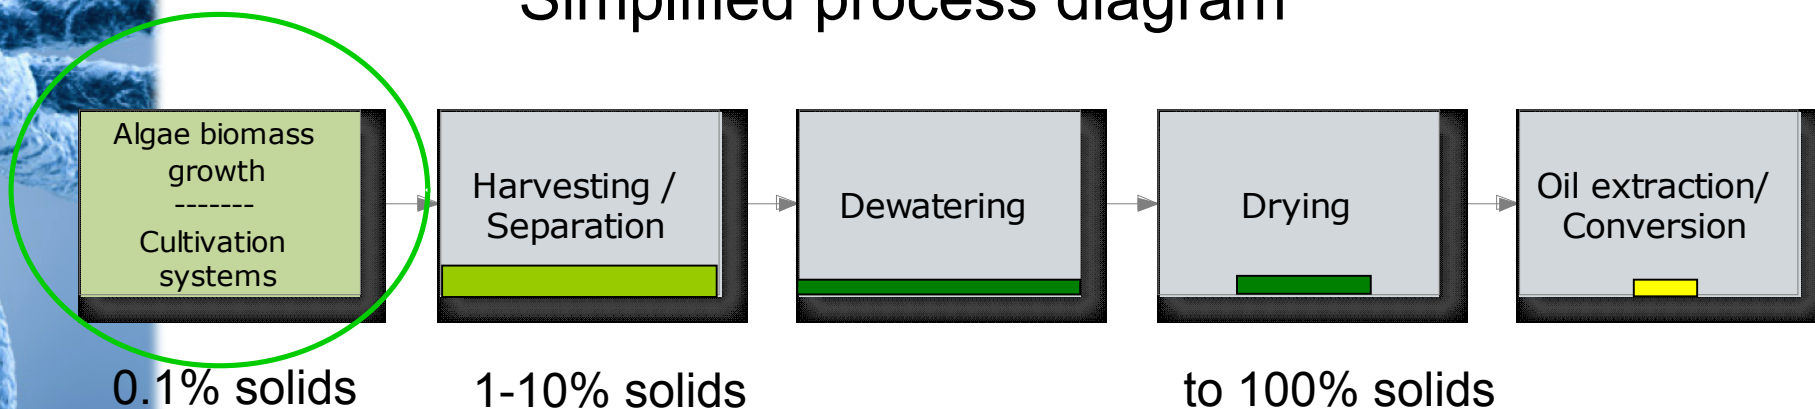 Simplified process diagram
Algae biomass
growth
-------
Cultivation
systems
Harvesting /
Separation
Dewatering
Drying
Oil extraction/
Conversion
0.1% solids
1-10% solids
to 100% solids